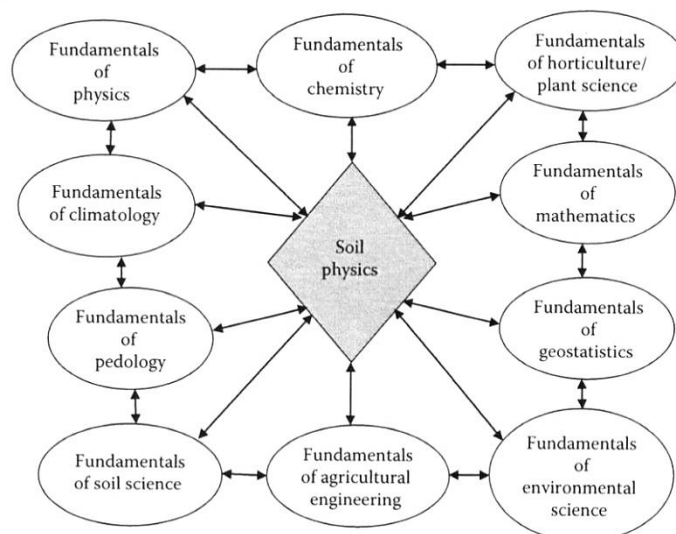 Fundamentals
of
physics
Fundamentals
of
chemistry
Fundamentals
of horticulture/
plant science
Fundamentals
of climatology
Fundamentals
of
mathematics
Soil
physics
Fundamentals
of
pedology
Fundamentals
of
geostatistics
Fundamentals
of soil science
Fundamentals
of agricultural
engineering
Fundamentals
of
environmental
science